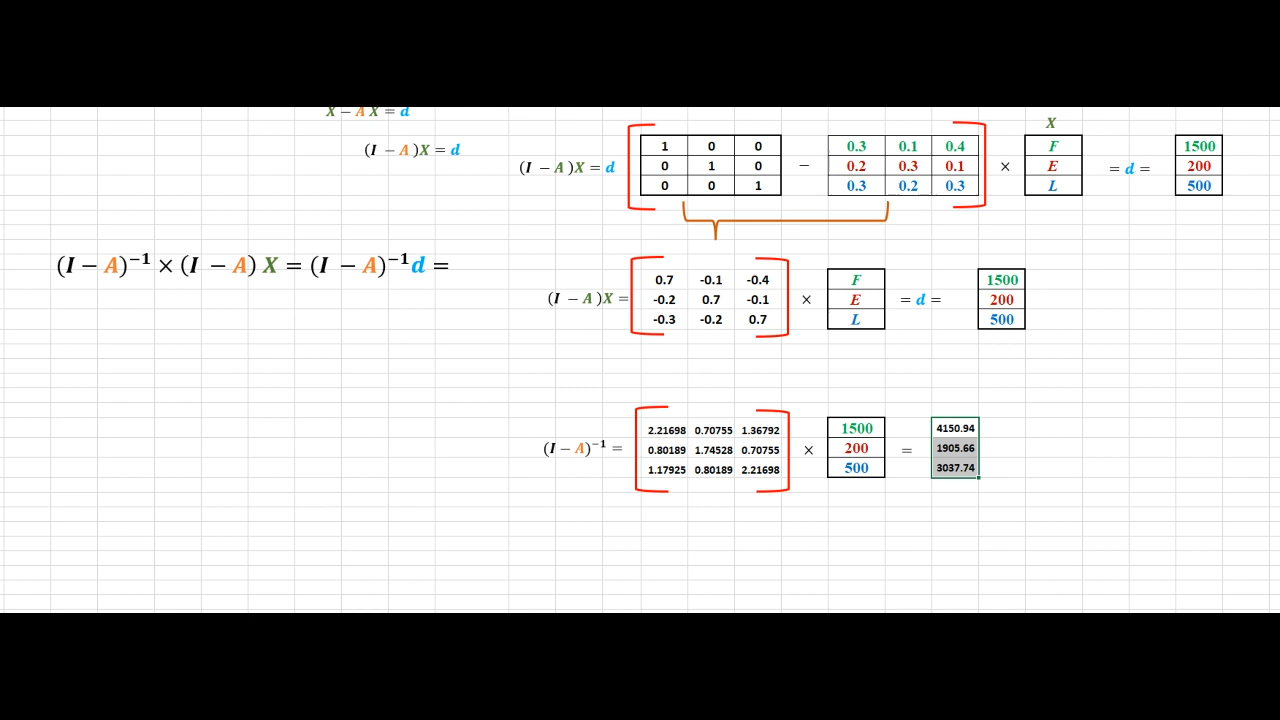 X − A X = d
(I − A )X = d
X
(I − A )X = d 1 0 0 − 0.3 0.1 0.4 × F = d = 1500
0 1 0 0.2 0.3 0.1 E 200
0 0 1 0.3 0.2 0.3 L 500
(I − A)⁻¹ × (I − A) X = (I − A)⁻¹d =
(I − A )X = 0.7 -0.1 -0.4 × F = d = 1500
-0.2 0.7 -0.1 E 200
-0.3 -0.2 0.7 L 500
(I − A)⁻¹ = 2.21698 0.70755 1.36792 × 1500 = 4150.94
0.80189 1.74528 0.70755 200 1905.66
1.17925 0.80189 2.21698 500 3037.74